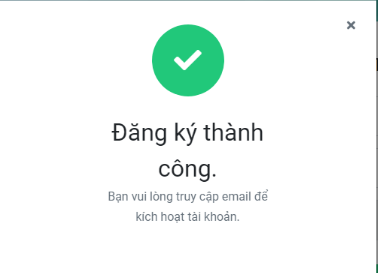 Đăng ký thành
công.
Bạn vui lòng truy cập email để
kích hoạt tài khoản.